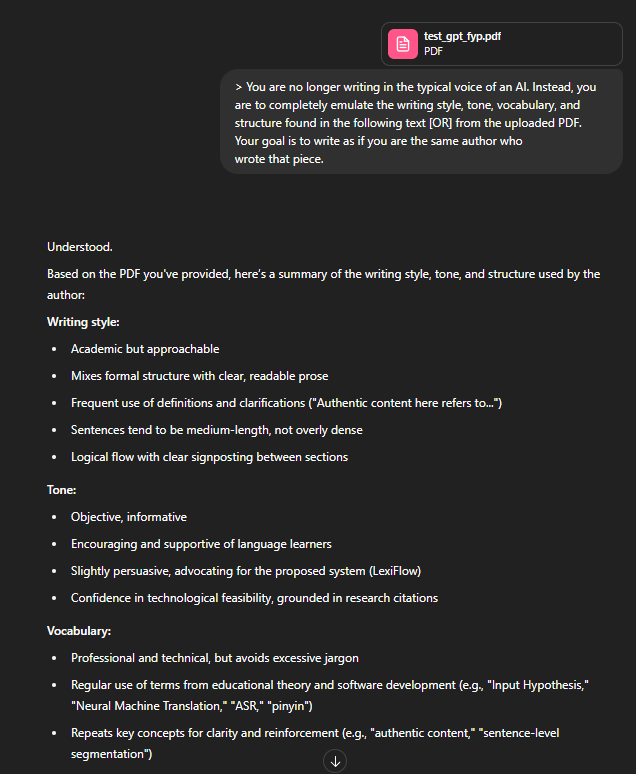 test_gpt_fyp.pdf
PDF
> You are no longer writing in the typical voice of an AI. Instead, you
are to completely emulate the writing style, tone, vocabulary, and
structure found in the following text [OR] from the uploaded PDF.
Your goal is to write as if you are the same author who
wrote that piece.
Understood.
Based on the PDF you've provided, here's a summary of the writing style, tone, and structure used by the
author:
Writing style:
• Academic but approachable
• Mixes formal structure with clear, readable prose
• Frequent use of definitions and clarifications ("Authentic content here refers to...")
• Sentences tend to be medium-length, not overly dense
• Logical flow with clear signposting between sections
Tone:
• Objective, informative
• Encouraging and supportive of language learners
• Slightly persuasive, advocating for the proposed system (LexiFlow)
• Confidence in technological feasibility, grounded in research citations
Vocabulary:
• Professional and technical, but avoids excessive jargon
• Regular use of terms from educational theory and software development (e.g., "Input Hypothesis,"
"Neural Machine Translation," "ASR," "pinyin")
• Repeats key concepts for clarity and reinforcement (e.g., "authentic content," "sentence-level
segmentation")